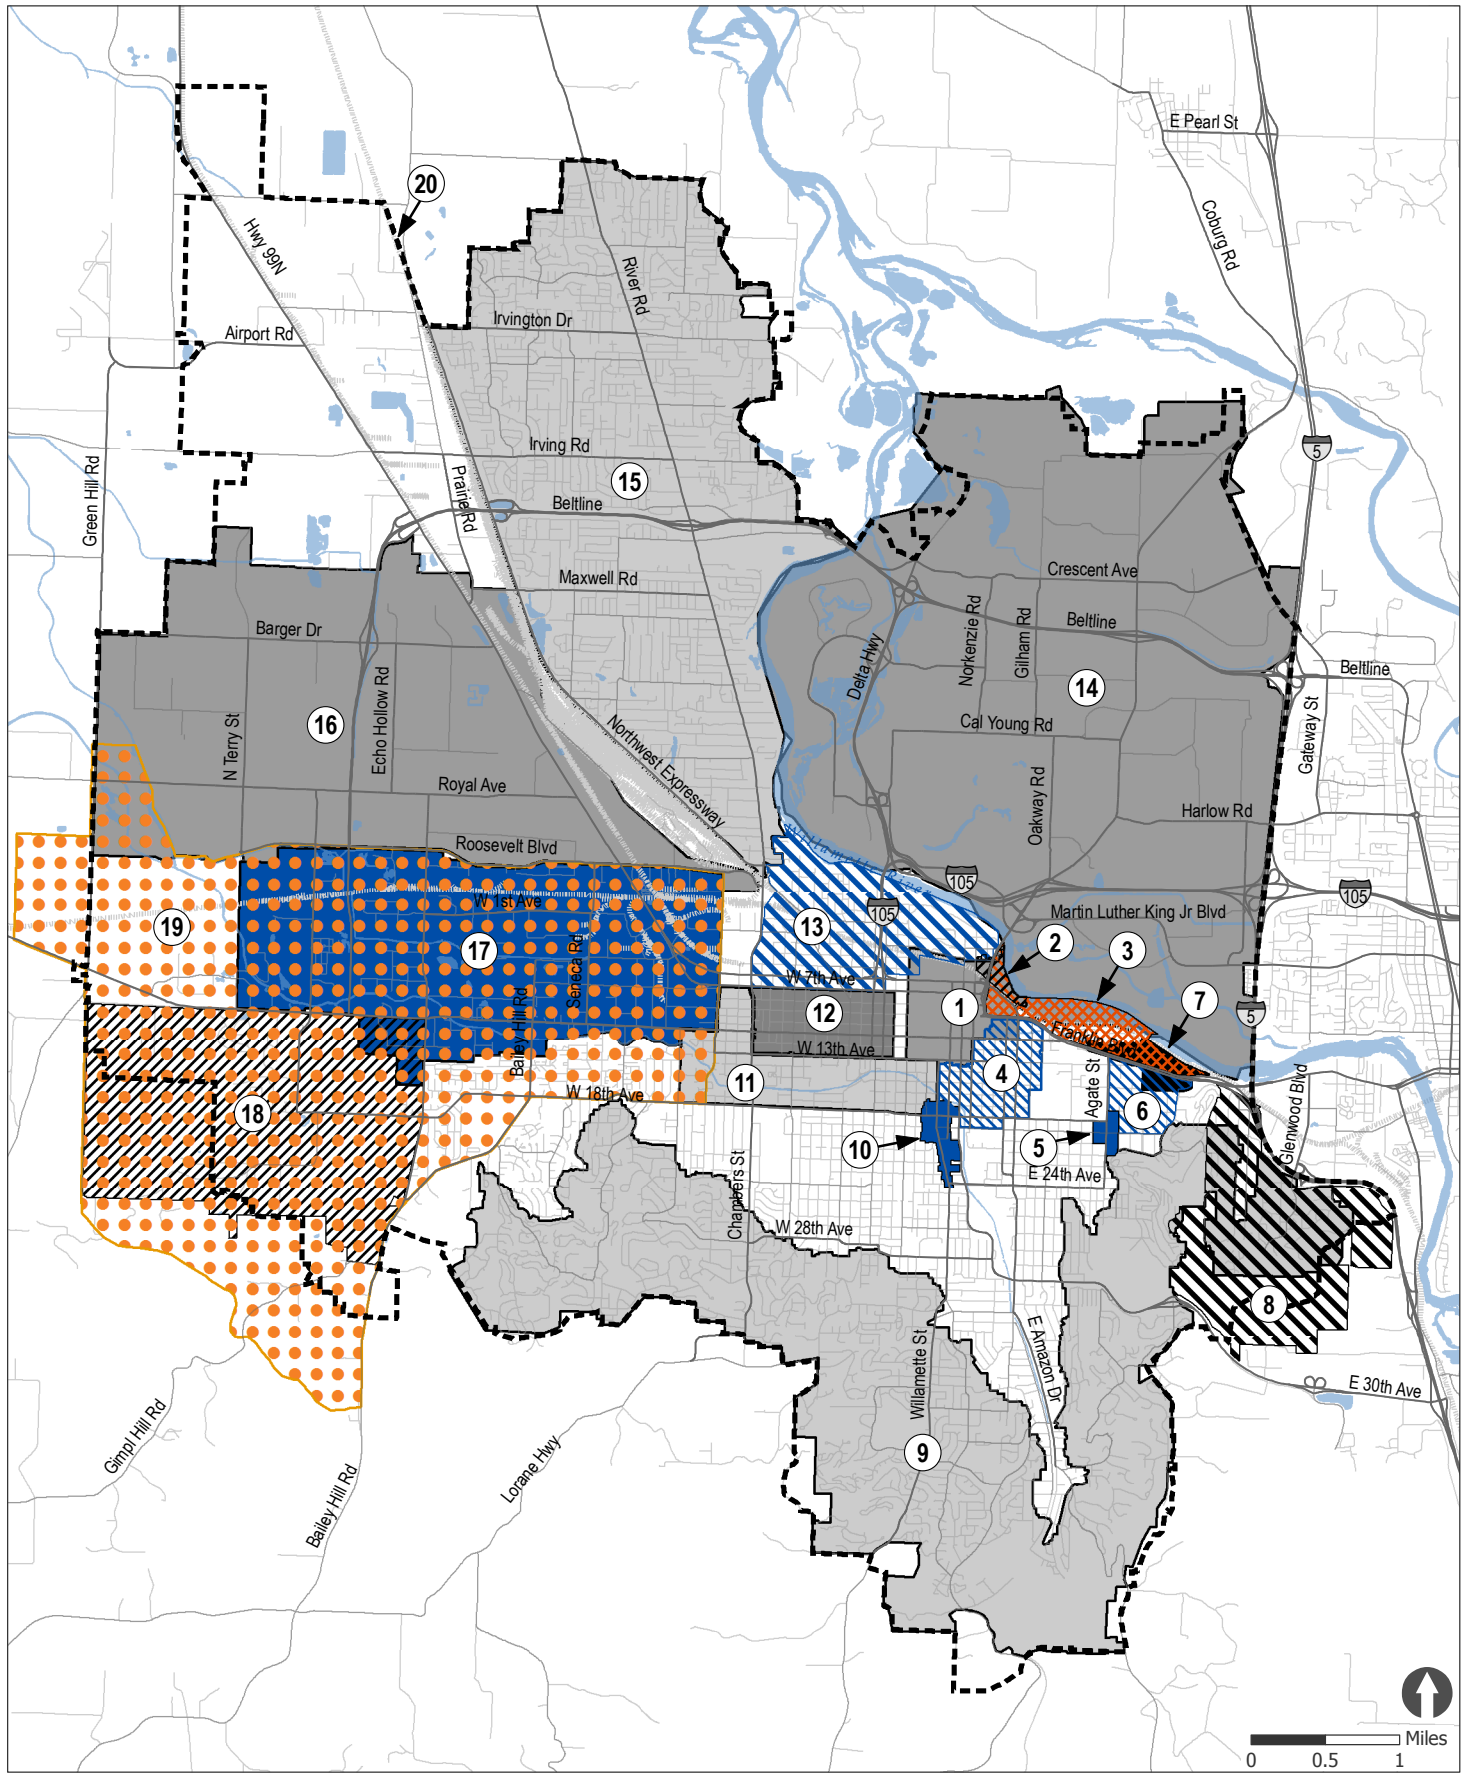 E Pearl St
20
Coburg Rd
Hwy 99N
River Rd
Irvington Dr
Airport Rd
Irving Rd
5
Green Hill Rd
Prairie Rd
15
Beltline
Crescent Ave
Maxwell Rd
Norkenzie Rd
Gilham Rd
Beltline
Barger Dr
Delta Hwy
Beltline
Echo Hollow Rd
14
N Terry St
16
Cal Young Rd
Gateway St
Northwest Expressway
Royal Ave
Oakway Rd
Harlow Rd
Roosevelt Blvd
Willamette River
105
105
105
W 1st Ave
Martin Luther King Jr Blvd
19
13
2
3
17
Seneca Rd
W 7th Ave
7
1
12
5
Bailey Hill Rd
Franklin Blvd
W 13th Ave
4
11
Agate St
Glenwood Blvd
W 18th Ave
6
18
10
5
E 24th Ave
Chambers St
W 28th Ave
8
E Amazon Dr
Willamette St
E 30th Ave
Gimpl Hill Rd
9
Lorane Hwy
Bailey Hill Rd
Miles
0 0.5 1